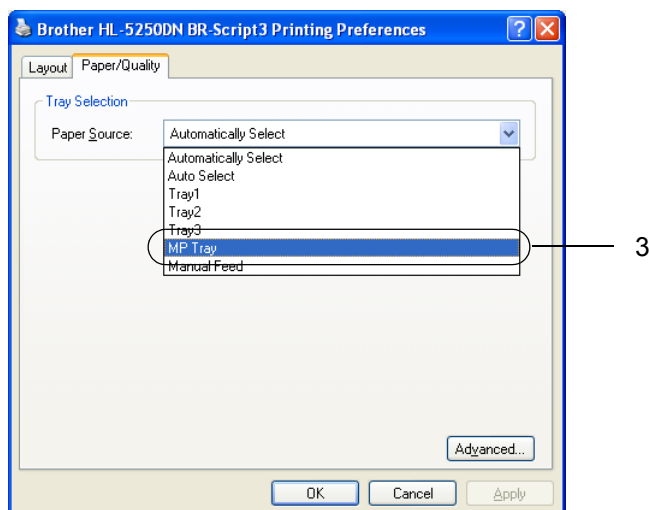 Brother HL-5250DN BR-Script3 Printing Preferences
Layout Paper/Quality
Tray Selection
Paper Source: Automatically Select
Automatically Select
Auto Select
Tray1
Tray2
Tray3
MP Tray
Manual Feed
3
Advanced...
OK Cancel Apply